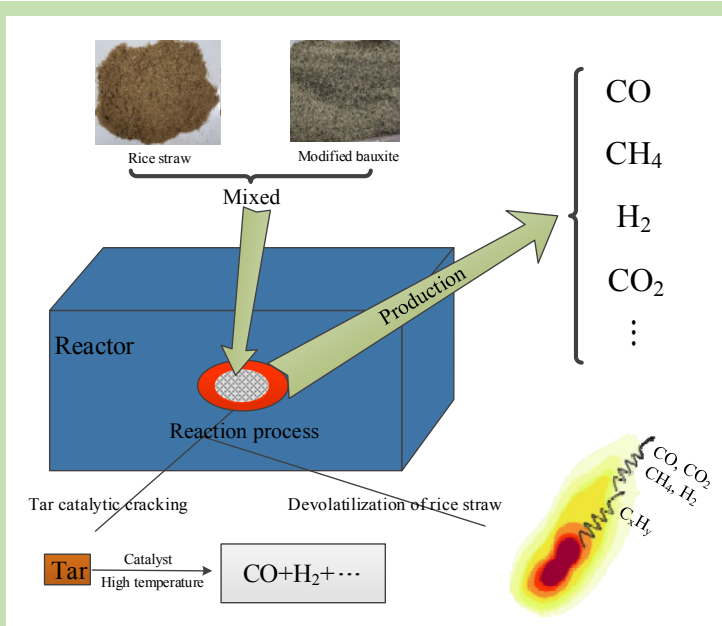 Rice straw
Modified bauxite
Mixed
CO
CH₄
H₂
CO₂
⋮
Production
Reactor
Reaction process
Tar catalytic cracking
Devolatilization of rice straw
CO, CO₂
CH₄, H₂
CₓHᵧ
Tar
Catalyst
High temperature
CO+H₂+⋯